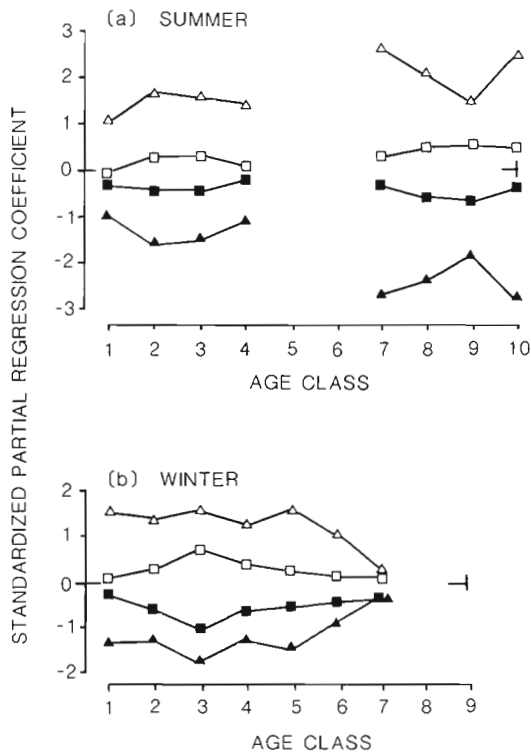 (a) SUMMER
3
2
1
0
-1
-2
-3
1 2 3 4 5 6 7 8 9 10
AGE CLASS
STANDARDIZED PARTIAL REGRESSION COEFFICIENT
(b) WINTER
2
1
0
-1
-2
1 2 3 4 5 6 7 8 9
AGE CLASS